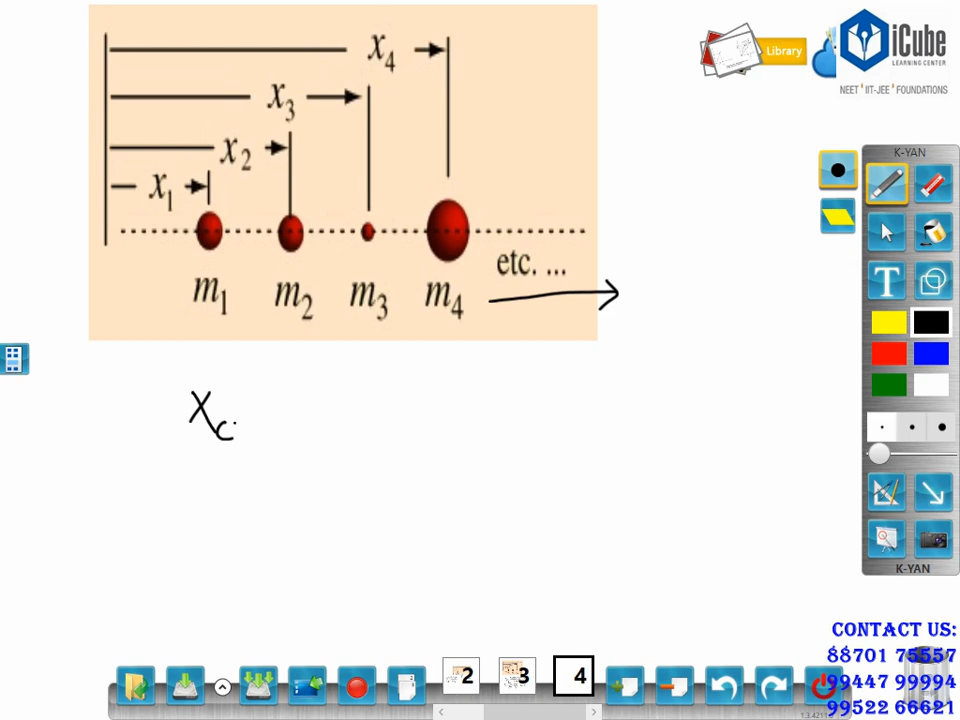 x4
x3
x2
x1
m1 m2 m3 m4
etc. ...
Xc
Library
iCube
LEARNING CENTER
NEET ' IIT-JEE ' FOUNDATIONS
K-YAN
T
K-YAN
2 3 4
CONTACT US:
88701 75557
99447 99994
99522 66621